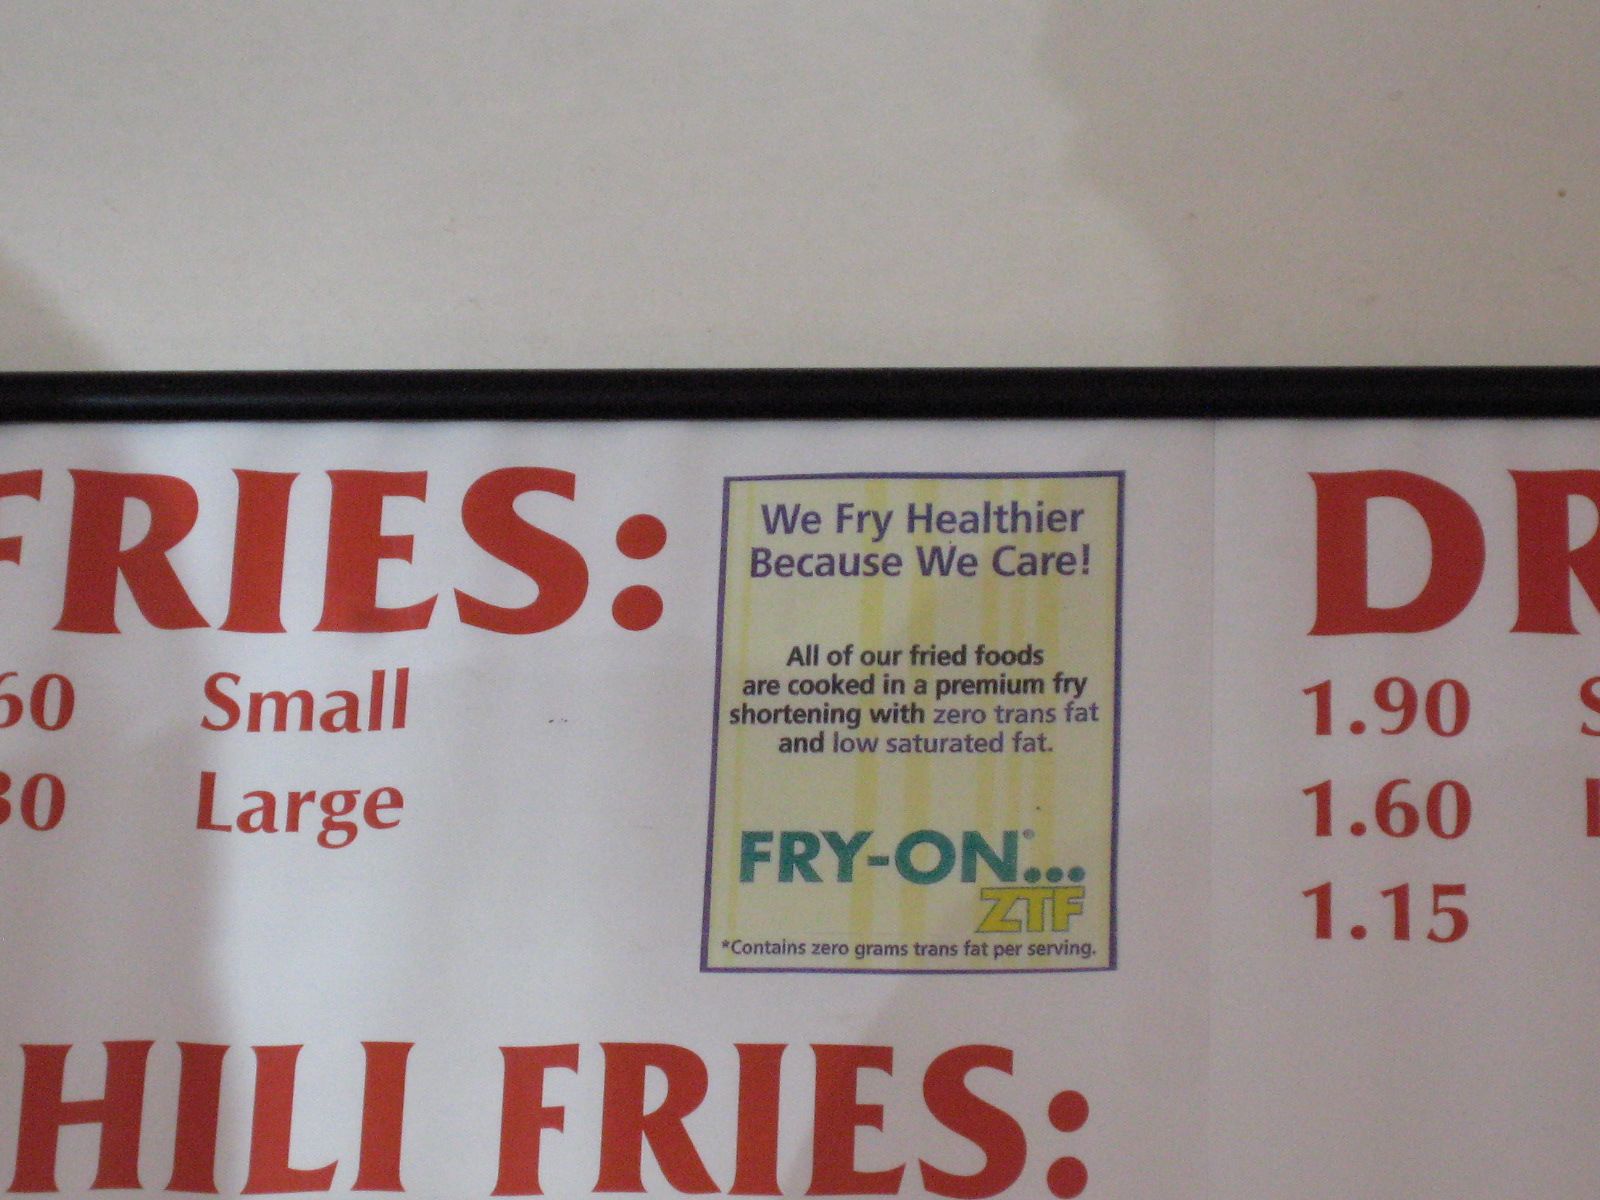 FRIES:
60 Small
30 Large
We Fry Healthier
Because We Care!
All of our fried foods
are cooked in a premium fry
shortening with zero trans fat
and low saturated fat.
FRY-ON®...
ZTF
*Contains zero grams trans fat per serving.
DR
1.90 S
1.60
1.15
HILI FRIES: